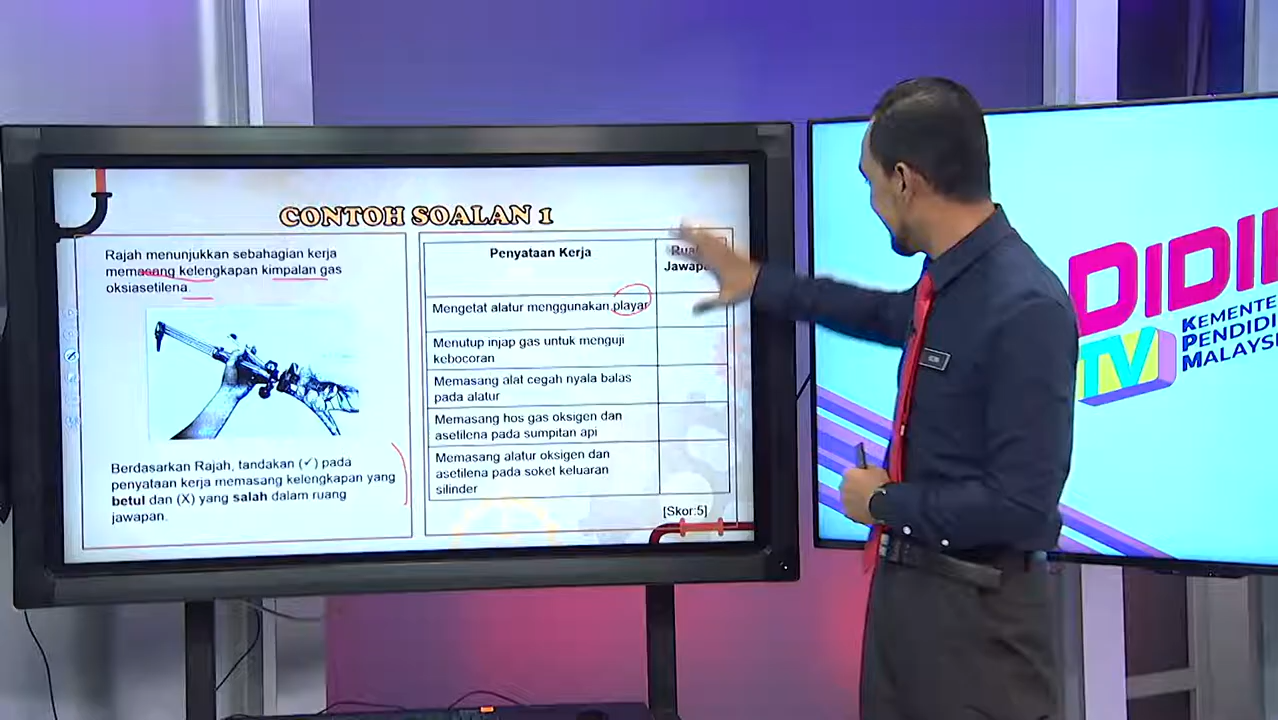 CONTOH SOALAN 1
Rajah menunjukkan sebahagian kerja
memasang kelengkapan kimpalan gas
oksiasetilena.
Berdasarkan Rajah, tandakan (✓) pada
penyataan kerja memasang kelengkapan yang
betul dan (X) yang salah dalam ruang
jawapan.
Penyataan Kerja
Mengetat alatur menggunakan playar
Menutup injap gas untuk menguji
kebocoran
Memasang alat cegah nyala balas
pada alatur
Memasang hos gas oksigen dan
asetilena pada sumpitan api
Memasang alatur oksigen dan
asetilena pada soket keluaran
silinder
[Skor:5]
TV